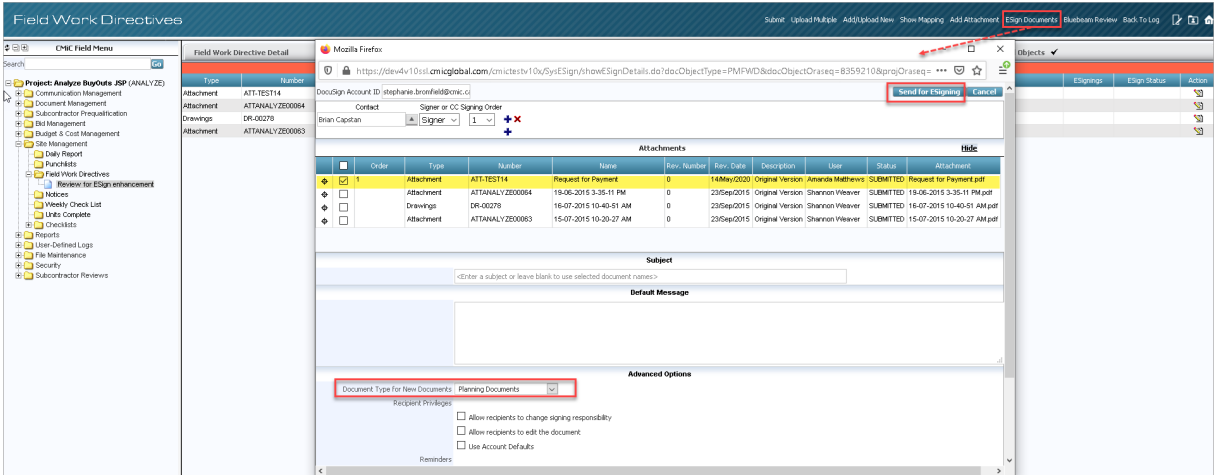 Field Work Directives
Submit Upload Multiple Add/Upload New Show Mapping Add Attachment ESign Documents Bluebeam Review Back To Log
CMiC Field Menu
Search
GO
Project: Analyze BuyOuts JSP (ANALYZE)
Communication Management
Document Management
Subcontractor Prequalification
Bid Management
Budget & Cost Management
Site Management
Daily Report
Punchlists
Field Work Directives
Review for ESign enhancement
Notices
Weekly Check List
Units Complete
Checklists
Reports
User-Defined Logs
File Maintenance
Security
Subcontractor Reviews
Field Work Directive Detail
Objects ✔
Type Number
ESignings ESign Status Action
Attachment ATT-TEST14
Attachment ATTANALYZE00064
Drawings DR-00278
Attachment ATTANALYZE00063
Mozilla Firefox
https://dev4v10ssl.cmicglobal.com/cmictestv10x/SysESign/showESignDetails.do?docObjectType=PMFWD&docObjectOraseq=8359210&projOraseq=
DocuSign Account ID stephanie.bromfield@cmic.c
Send for ESigning Cancel
Contact Signer or CC Signing Order
Brian Capstan Signer 1
Attachments Hide
Order Type Number Name Rev. Number Rev. Date Description User Status Attachment
1 Attachment ATT-TEST14 Request for Payment 0 14/May/2020 Original Version Amanda Matthews SUBMITTED Request for Payment.pdf
Attachment ATTANALYZE00064 19-06-2015 3-35-11 PM 0 23/Sep/2015 Original Version Shannon Weaver SUBMITTED 19-06-2015 3-35-11 PM.pdf
Drawings DR-00278 16-07-2015 10-40-51 AM 0 23/Sep/2015 Original Version Shannon Weaver SUBMITTED 16-07-2015 10-40-51 AM.pdf
Attachment ATTANALYZE00063 15-07-2015 10-20-27 AM 0 23/Sep/2015 Original Version Shannon Weaver SUBMITTED 15-07-2015 10-20-27 AM.pdf
Subject
<Enter a subject or leave blank to use selected document names>
Default Message
Advanced Options
Document Type for New Documents Planning Documents
Recipient Privileges
Allow recipients to change signing responsibility
Allow recipients to edit the document
Use Account Defaults
Reminders